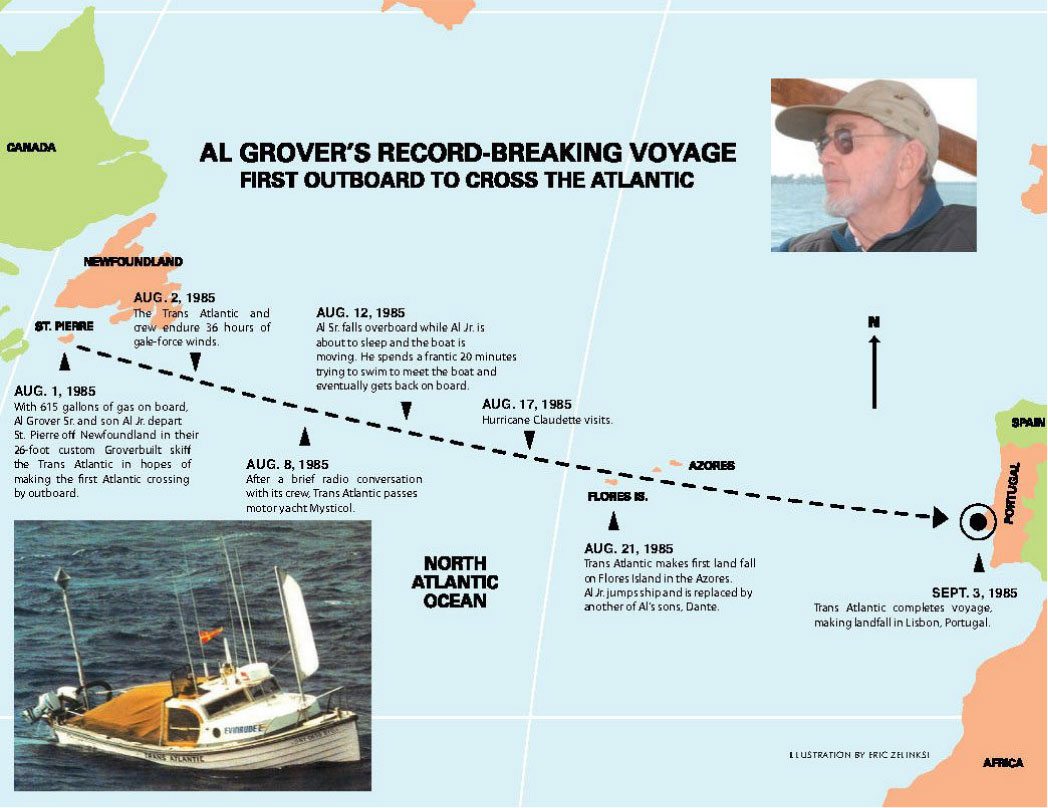 AL GROVER'S RECORD-BREAKING VOYAGE
FIRST OUTBOARD TO CROSS THE ATLANTIC
CANADA
NEWFOUNDLAND
ST. PIERRE
AUG. 1, 1985
With 615 gallons of gas on board,
Al Grover Sr. and son Al Jr. depart
St. Pierre off Newfoundland in their
26-foot custom Groverbuilt skiff
the Trans Atlantic in hopes of
making the first Atlantic crossing
by outboard.
AUG. 2, 1985
The Trans Atlantic and
crew endure 36 hours of
gale-force winds.
AUG. 8, 1985
After a brief radio conversation
with its crew, Trans Atlantic passes
motor yacht Mysticol.
AUG. 12, 1985
Al Sr. falls overboard while Al Jr. is
about to sleep and the boat is
moving. He spends a frantic 20 minutes
trying to swim to meet the boat and
eventually gets back on board.
AUG. 17, 1985
Hurricane Claudette visits.
AZORES
FLORES IS.
AUG. 21, 1985
Trans Atlantic makes first land fall
on Flores Island in the Azores.
Al Jr. jumps ship and is replaced by
another of Al's sons, Dante.
N
SPAIN
PORTUGAL
SEPT. 3, 1985
Trans Atlantic completes voyage,
making landfall in Lisbon, Portugal.
NORTH
ATLANTIC
OCEAN
EVINRUDE
TRANS ATLANTIC
ILLUSTRATION BY ERIC ZELINKSI
AFRICA